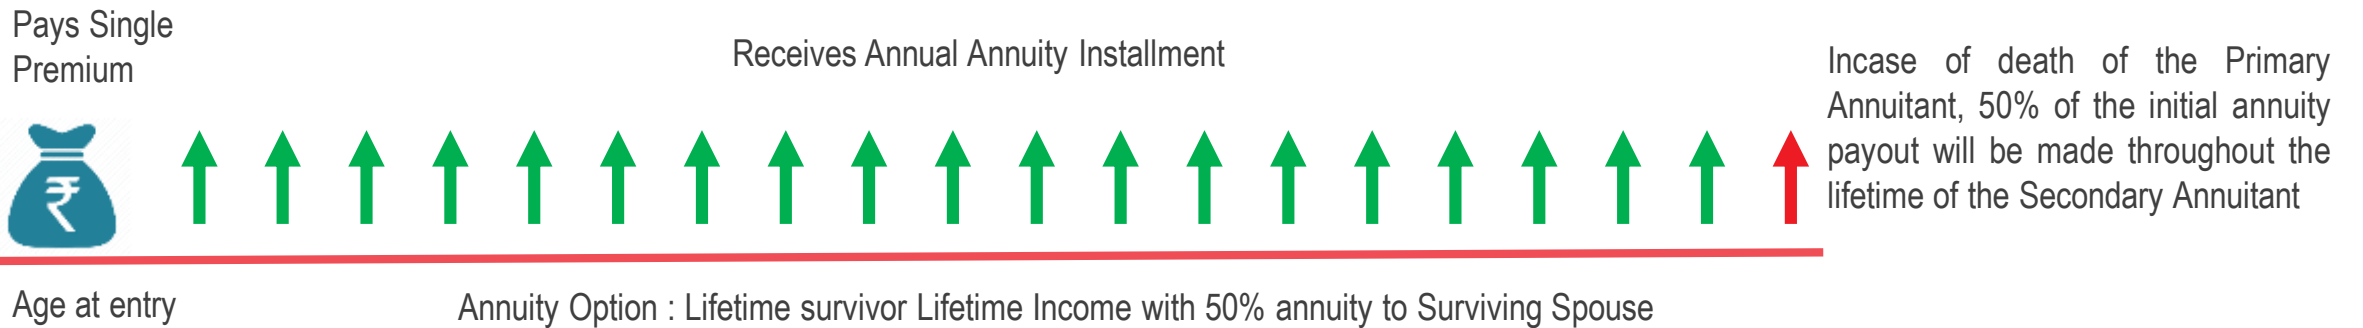 Pays Single
Premium
Receives Annual Annuity Installment
Incase of death of the Primary
Annuitant, 50% of the initial annuity
payout will be made throughout the
lifetime of the Secondary Annuitant
₹
Age at entry
Annuity Option : Lifetime survivor Lifetime Income with 50% annuity to Surviving Spouse